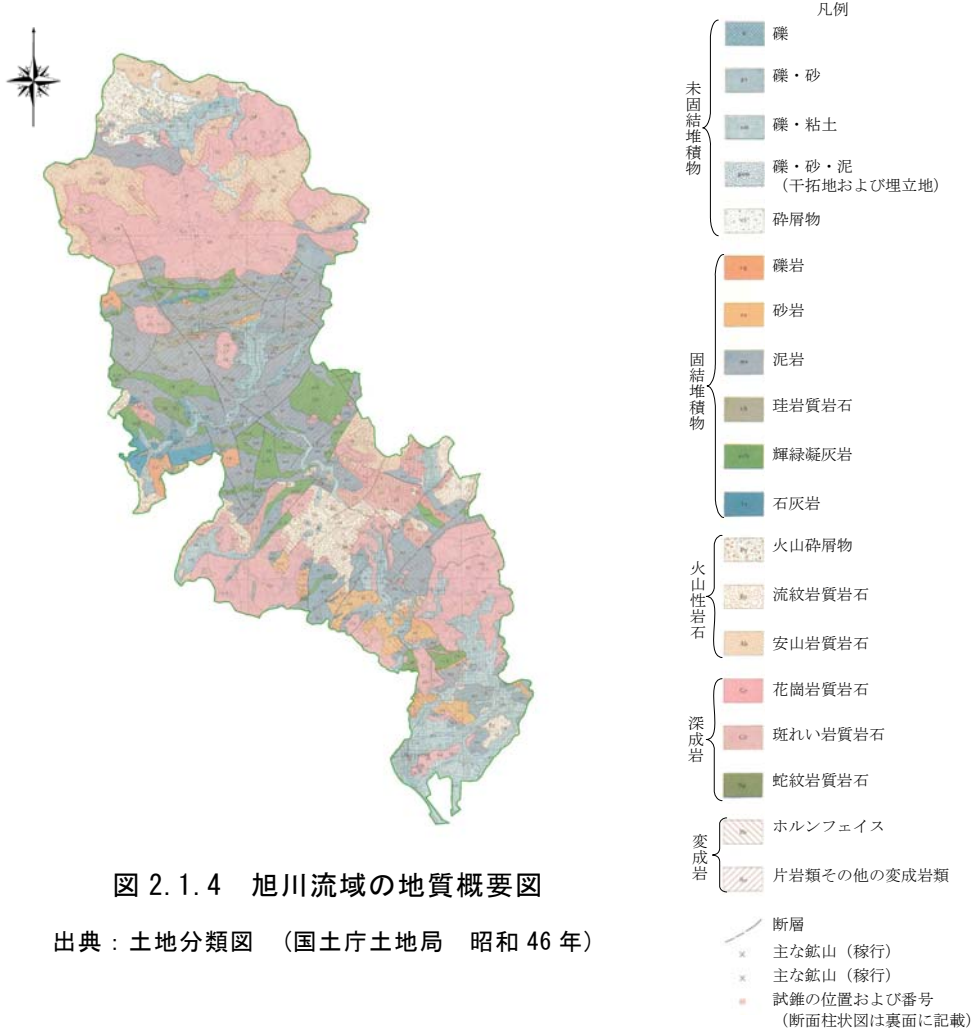 凡例
未固結堆積物
礫
礫・砂
礫・粘土
礫・砂・泥
（干拓地および埋立地）
砕屑物
固結堆積物
礫岩
砂岩
泥岩
珪岩質岩石
輝緑凝灰岩
石灰岩
火山性岩石
火山砕屑物
流紋岩質岩石
安山岩質岩石
深成岩
花崗岩質岩石
斑れい岩質岩石
蛇紋岩質岩石
変成岩
ホルンフェイス
片岩類その他の変成岩類
断層
主な鉱山（稼行）
主な鉱山（稼行）
試錐の位置および番号
（断面柱状図は裏面に記載）
図 2.1.4 旭川流域の地質概要図
出典：土地分類図 （国土庁土地局 昭和 46 年）